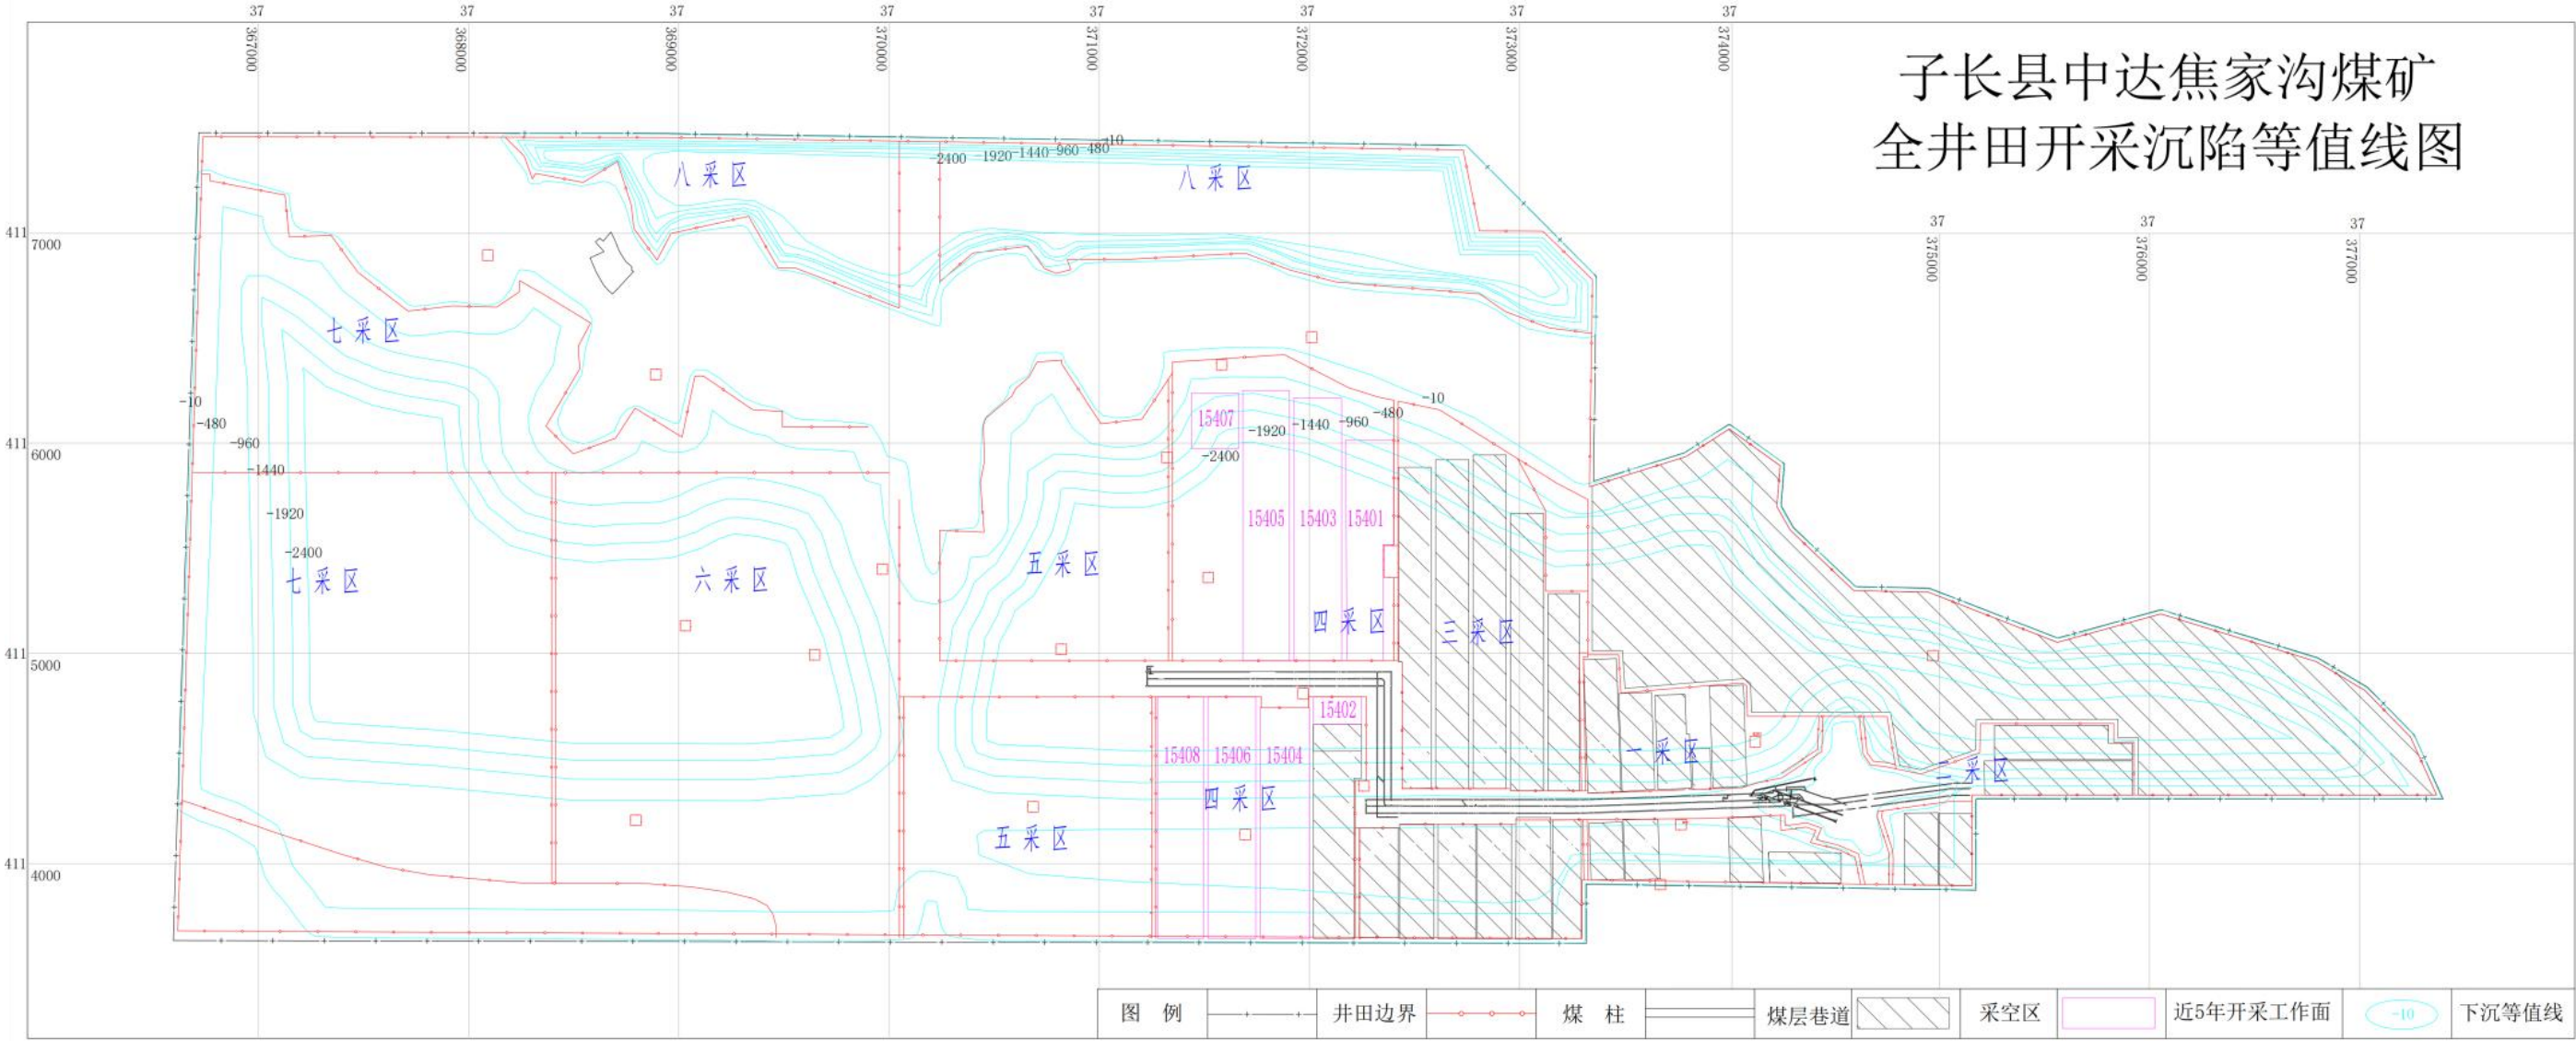 37 37 37 37 37 37 37 37
367000 368000 369000 370000 371000 372000 373000 374000
子长县中达焦家沟煤矿
全井田开采沉陷等值线图
-10
-2400 -1920 -1440 -960 -480
八采区
八采区
37 37 37
375000 376000 377000
411 7000
七采区
-10
-480
-960
-1440
-1920
-2400
七采区
六采区
411 6000
15407
-1920 -1440 -960 -480 -10
-2400
15405 15403 15401
五采区
四采区
三采区
411 5000
15402
15408 15406 15404
四采区
一采区
二采区
五采区
411 4000
图 例
井田边界
煤 柱
煤层巷道
采空区
近5年开采工作面
-10
下沉等值线